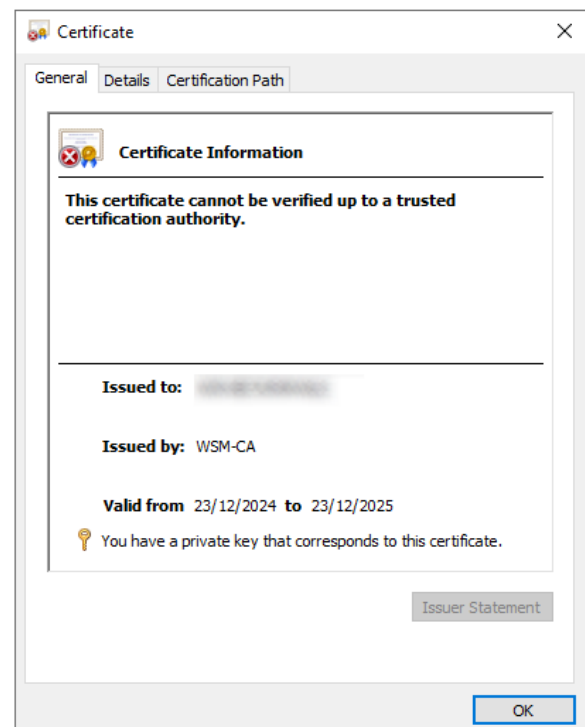 Certificate
General Details Certification Path
Certificate Information
This certificate cannot be verified up to a trusted
certification authority.
Issued to:
Issued by: WSM-CA
Valid from 23/12/2024 to 23/12/2025
You have a private key that corresponds to this certificate.
Issuer Statement
OK